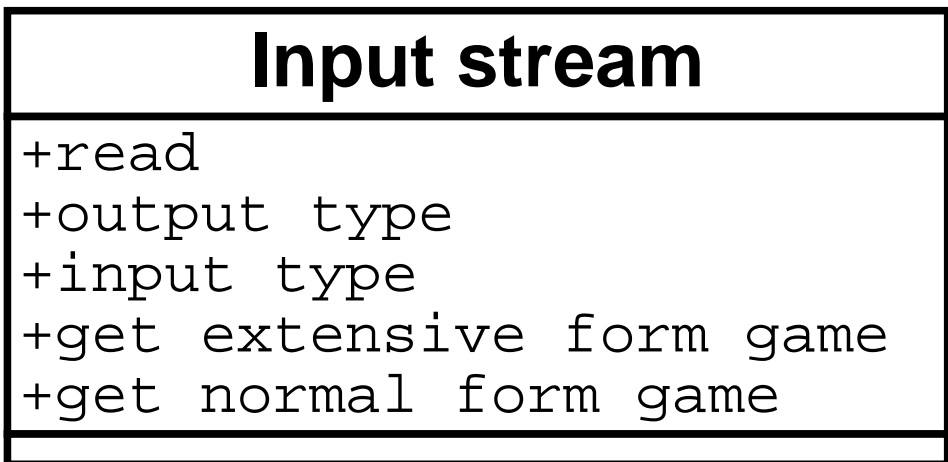 Input stream
+read
+output type
+input type
+get extensive form game
+get normal form game